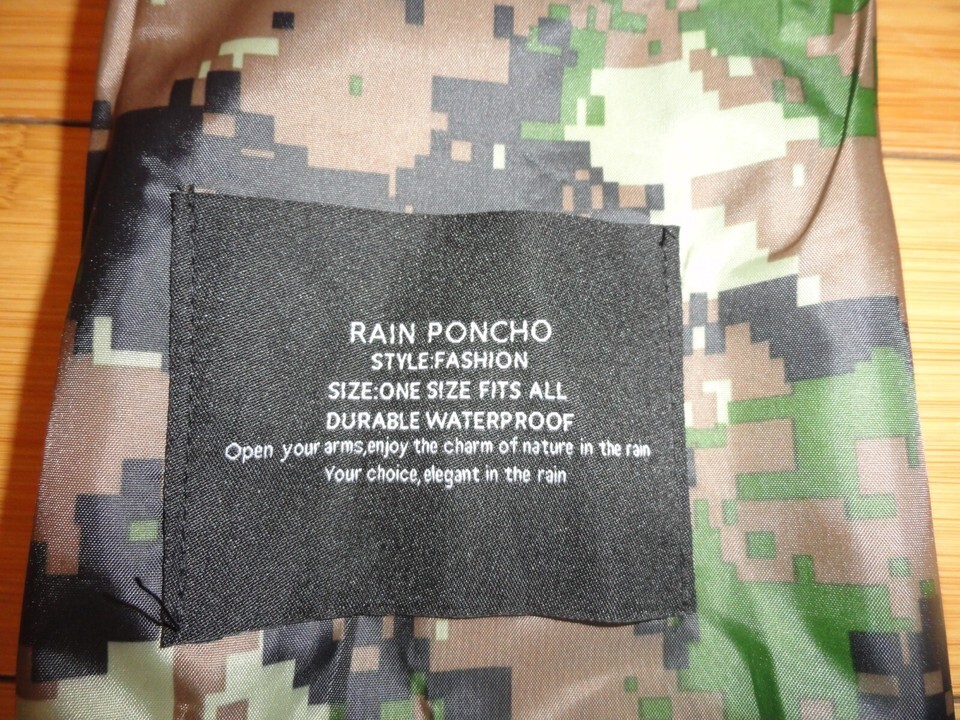 RAIN PONCHO
STYLE:FASHION
SIZE:ONE SIZE FITS ALL
DURABLE WATERPROOF
Open your arms,enjoy the charm of nature in the rain
Your choice,elegant in the rain